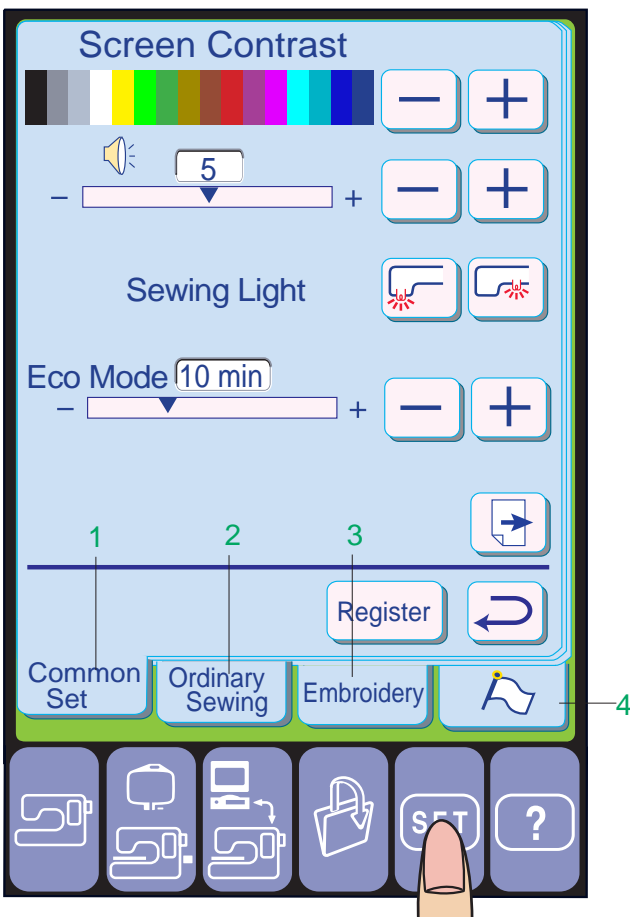 Screen Contrast
5
- +
Sewing Light
Eco Mode 10 min
- +
1 2 3
Register
Common
Set
Ordinary
Sewing
Embroidery
4
SET
?